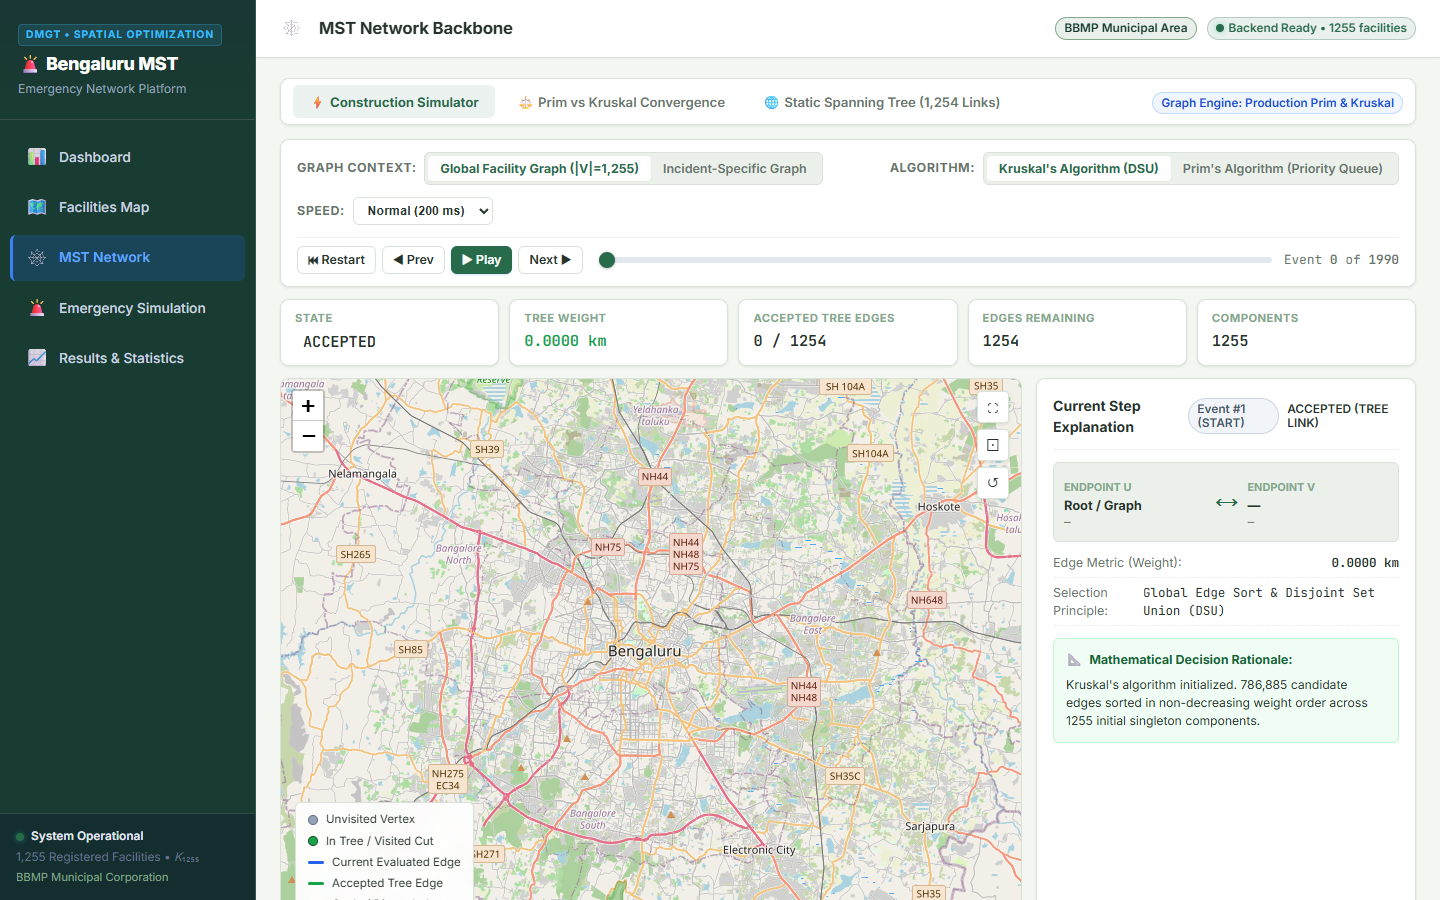 DMGT • SPATIAL OPTIMIZATION
Bengaluru MST
Emergency Network Platform
Dashboard
Facilities Map
MST Network
Emergency Simulation
Results & Statistics
System Operational
1,255 Registered Facilities • K₁₂₅₅
BBMP Municipal Corporation
MST Network Backbone
BBMP Municipal Area
Backend Ready • 1255 facilities
Construction Simulator
Prim vs Kruskal Convergence
Static Spanning Tree (1,254 Links)
Graph Engine: Production Prim & Kruskal
GRAPH CONTEXT:
Global Facility Graph (|V|=1,255)
Incident-Specific Graph
ALGORITHM:
Kruskal's Algorithm (DSU)
Prim's Algorithm (Priority Queue)
SPEED:
Normal (200 ms)
⏮ Restart
◀ Prev
▶ Play
Next ▶
Event 0 of 1990
STATE
ACCEPTED
TREE WEIGHT
0.0000 km
ACCEPTED TREE EDGES
0 / 1254
EDGES REMAINING
1254
COMPONENTS
1255
+
−
amangala
Reserve
SH 104A
SH35
Yelahanka
taluku
SH39
SH104A
NH44
Nelamangala
Hoskote
SH265
Bangalore
North
NH75
NH44
NH48
NH75
NH648
Bangalore
East
SH85
Bengaluru
NH44
NH48
NH275
EC34
SH35C
Bangalore
South
Sarjapura
Electronic City
SH271
SH35
Unvisited Vertex
In Tree / Visited Cut
Current Evaluated Edge
Accepted Tree Edge
Current Step
Explanation
Event #1
(START)
ACCEPTED (TREE
LINK)
ENDPOINT U
Root / Graph
–
↔
ENDPOINT V
—
–
Edge Metric (Weight):
0.0000 km
Selection
Principle:
Global Edge Sort & Disjoint Set
Union (DSU)
Mathematical Decision Rationale:
Kruskal's algorithm initialized. 786,885 candidate
edges sorted in non-decreasing weight order across
1255 initial singleton components.